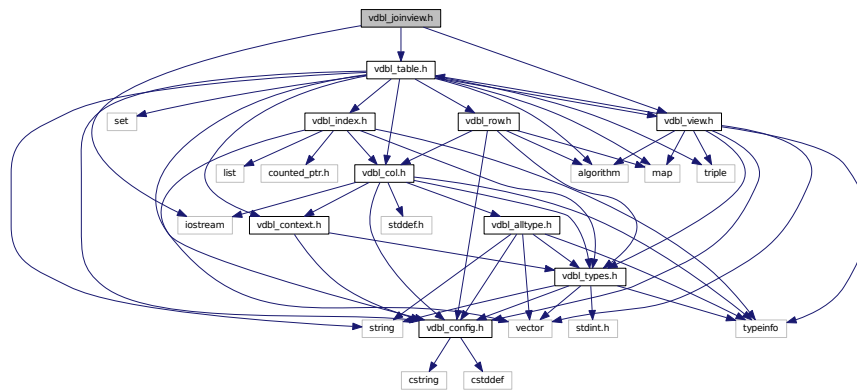 vdbl_joinview.h
vdbl_table.h
set
vdbl_index.h
vdbl_row.h
vdbl_view.h
list
counted_ptr.h
vdbl_col.h
algorithm
map
triple
iostream
vdbl_context.h
stddef.h
vdbl_alltype.h
vdbl_types.h
string
vdbl_config.h
vector
stdint.h
typeinfo
cstring
cstddef